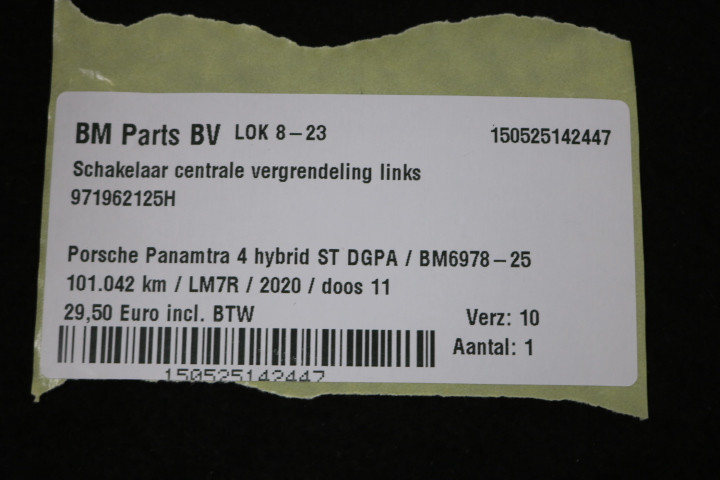 BM Parts BV LOK 8-23 150525142447
Schakelaar centrale vergrendeling links
971962125H
Porsche Panamtra 4 hybrid ST DGPA / BM6978-25
101.042 km / LM7R / 2020 / doos 11
29,50 Euro incl. BTW Verz: 10
Aantal: 1
150525142447